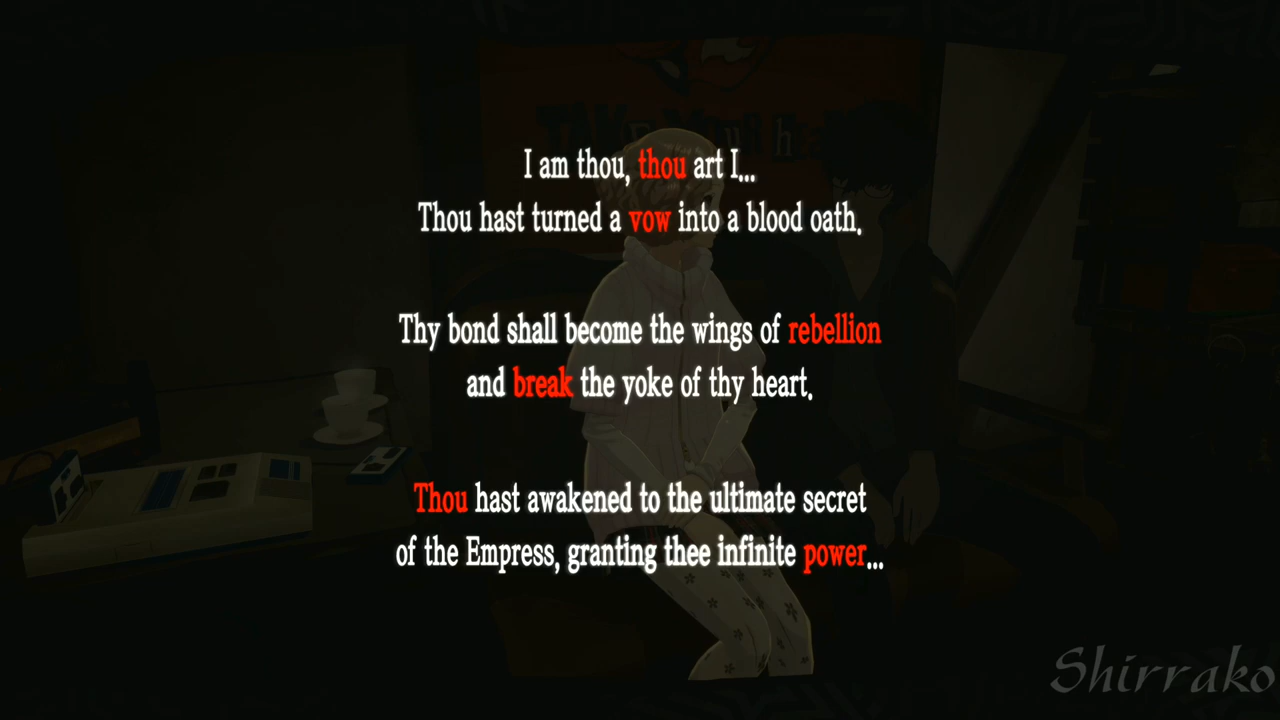 I am thou, thou art I...
Thou hast turned a vow into a blood oath.
Thy bond shall become the wings of rebellion
and break the yoke of thy heart.
Thou hast awakened to the ultimate secret
of the Empress, granting thee infinite power...
Shirrako